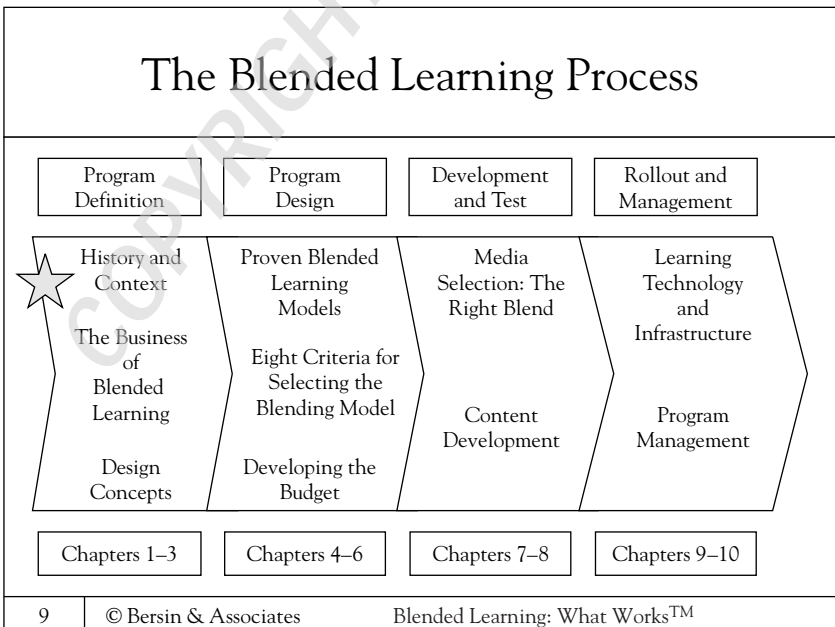 The Blended Learning Process
Program
Definition
Program
Design
Development
and Test
Rollout and
Management
History and
Context
The Business
of
Blended
Learning
Design
Concepts
Proven Blended
Learning
Models
Eight Criteria for
Selecting the
Blending Model
Developing the
Budget
Media
Selection: The
Right Blend
Content
Development
Learning
Technology
and
Infrastructure
Program
Management
Chapters 1–3
Chapters 4–6
Chapters 7–8
Chapters 9–10
9
© Bersin & Associates
Blended Learning: What Works™
COPYRIGHT